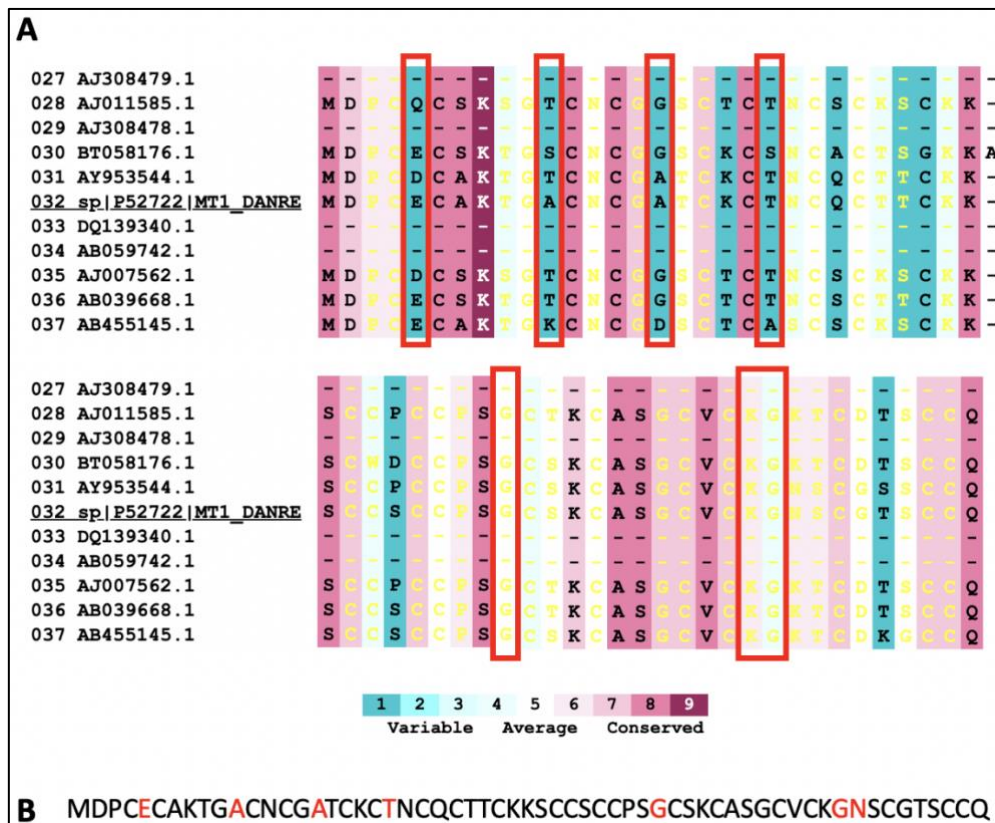 A
027 AJ308479.1 - - - - - - - - - - - - - - - - - - - - - - - - - - - - - - -
028 AJ011585.1 M D P C Q C S K S G T C N C G G S C T C T N C S C K S C K K -
029 AJ308478.1 - - - - - - - - - - - - - - - - - - - - - - - - - - - - - - -
030 BT058176.1 M D P C E C S K T G S C N C G G S C K C S N C A C T S G K K A
031 AY953544.1 M D P C D C A K T G T C N C G A T C K C T N C Q C T T C K K -
032 sp|P52722|MT1_DANRE M D P C E C A K T G A C N C G A T C K C T N C Q C T T C K K -
033 DQ139340.1 - - - - - - - - - - - - - - - - - - - - - - - - - - - - - - -
034 AB059742.1 - - - - - - - - - - - - - - - - - - - - - - - - - - - - - - -
035 AJ007562.1 M D P C D C S K S G T C N C G G S C T C T N C S C K S C K K -
036 AB039668.1 M D P C E C S K T G T C N C G G S C T C T N C S C T T C K K -
037 AB455145.1 M D P C E C A K T G K C N C G D S C T C A S C S C K S C K K -
027 AJ308479.1 - - - - - - - - - - - - - - - - - - - - - - - - - - - - - -
028 AJ011585.1 S C C P C C P S G C T K C A S G C V C K G K T C D T S C C Q
029 AJ308478.1 - - - - - - - - - - - - - - - - - - - - - - - - - - - - - -
030 BT058176.1 S C W D C C P S G C S K C A S G C V C K G K T C D T S C C Q
031 AY953544.1 S C C P C C P S G C S K C A S G C V C K G N S C G S S C C Q
032 sp|P52722|MT1_DANRE S C C S C C P S G C S K C A S G C V C K G N S C G T S C C Q
033 DQ139340.1 - - - - - - - - - - - - - - - - - - - - - - - - - - - - - -
034 AB059742.1 - - - - - - - - - - - - - - - - - - - - - - - - - - - - - -
035 AJ007562.1 S C C P C C P S G C T K C A S G C V C K G K T C D T S C C Q
036 AB039668.1 S C C S C C P S G C T K C A S G C V C K G K T C D T S C C Q
037 AB455145.1 S C C S C C P S G C S K C A S G C V C K G K T C D K G C C Q
1 2 3 4 5 6 7 8 9
Variable Average Conserved
B MDPCECAKTGACNCGATCKCTNCQCTTCKKSCCSCCPSGCSKCASGCVCKGNSCGTSCCQ